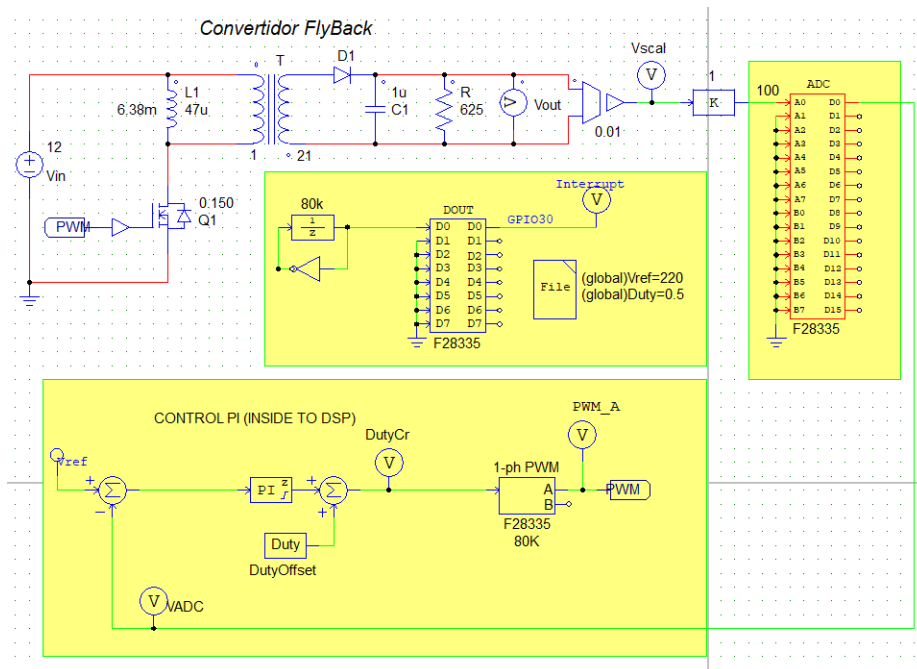 Convertidor FlyBack
T
D1
Vscal
V
L1
6,38m
47u
1u
C1
R
625
V
Vout
0.01
1
K
100
ADC
A0
A1
A2
A3
A4
A5
A6
A7
B0
B1
B2
B3
B4
B5
B6
B7
D0
D1
D2
D3
D4
D5
D6
D7
D8
D9
D10
D11
D12
D13
D14
D15
F28335
12
Vin
1
21
PWM
0.150
Q1
80k
1
z
DOUT
D0
D1
D2
D3
D4
D5
D6
D7
D0
D1
D2
D3
D4
D5
D6
D7
F28335
GPIO30
Interrupt
V
File
(global)Vref=220
(global)Duty=0.5
CONTROL PI (INSIDE TO DSP)
Vref
+
−
Σ
PI
z
+
+
Σ
Duty
DutyOffset
DutyCr
V
1-ph PWM
A
B
F28335
80K
PWM_A
V
PWM
V
VADC